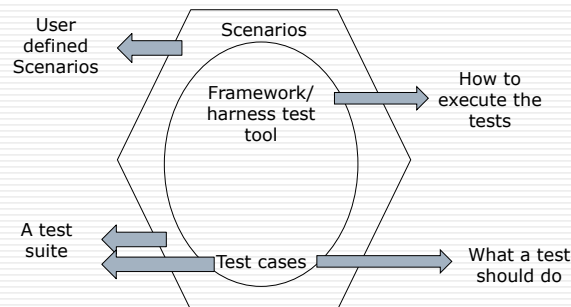 User
defined
Scenarios
Scenarios
Framework/
harness test
tool
How to
execute the
tests
A test
suite
Test cases
What a test
should do